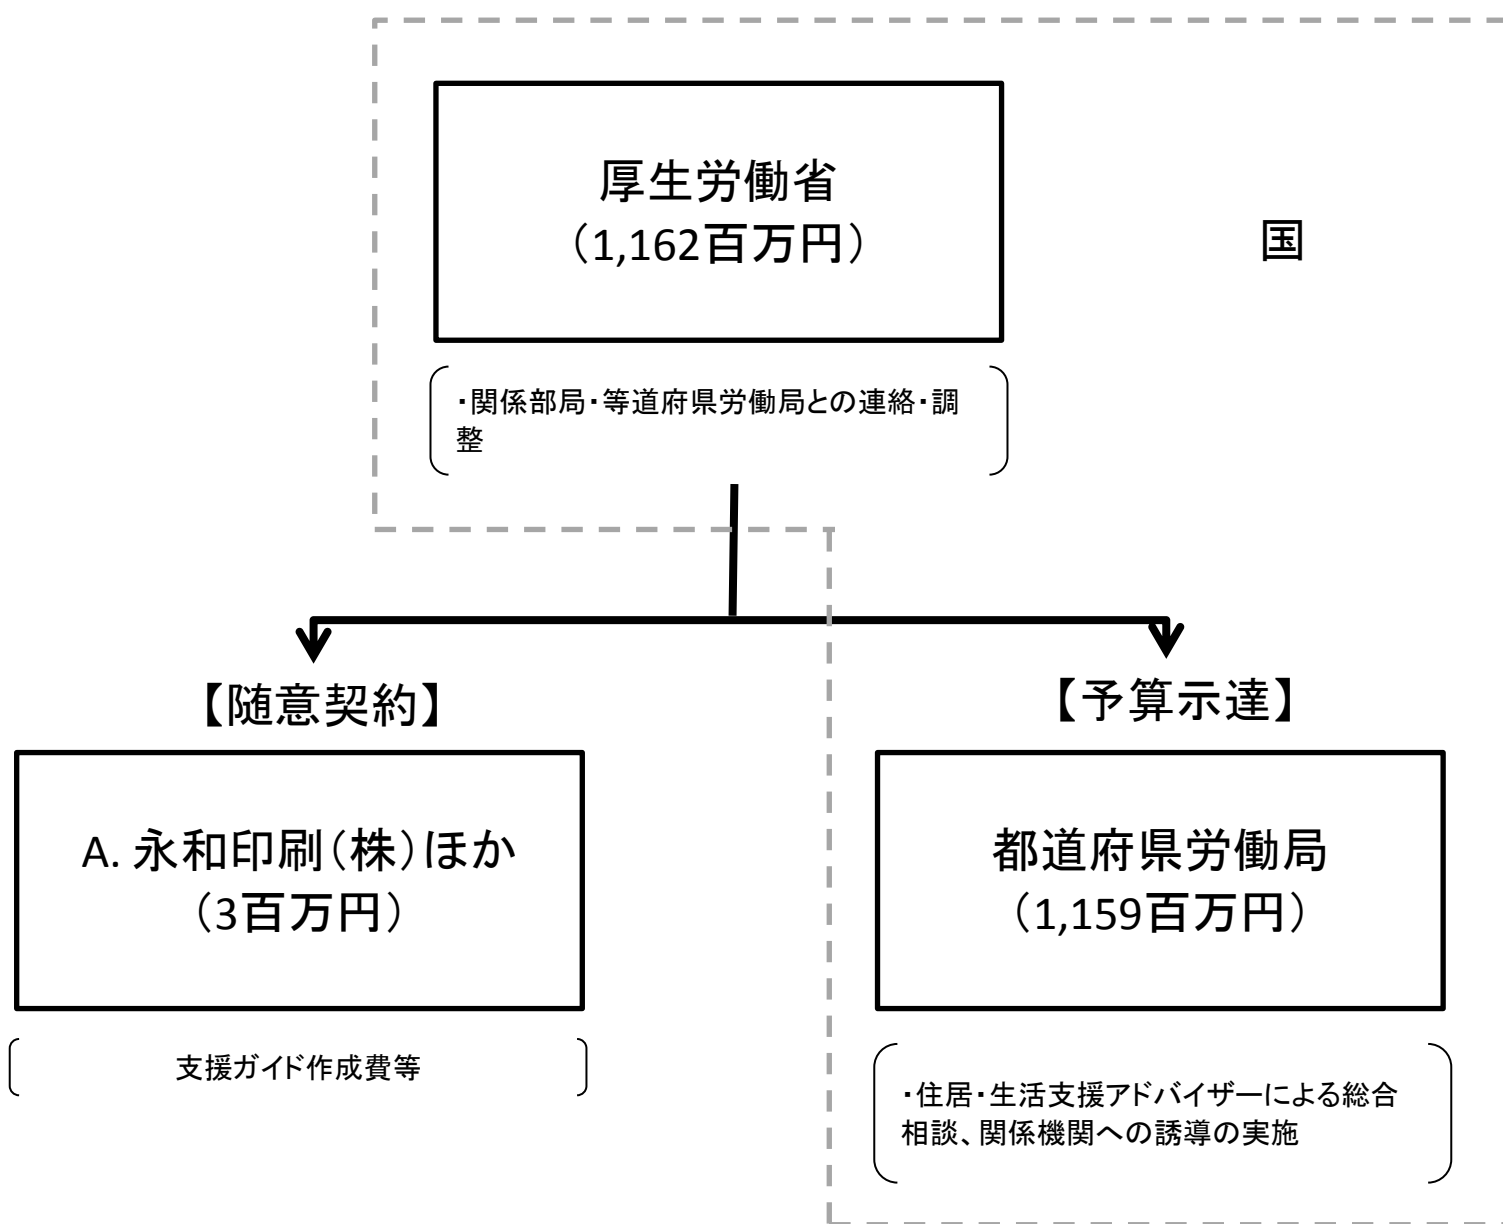 厚生労働省
（1,162百万円）
国
・関係部局・等道府県労働局との連絡・調
整
【随意契約】
【予算示達】
A. 永和印刷（株）ほか
（3百万円）
都道府県労働局
（1,159百万円）
支援ガイド作成費等
・住居・生活支援アドバイザーによる総合
相談、関係機関への誘導の実施